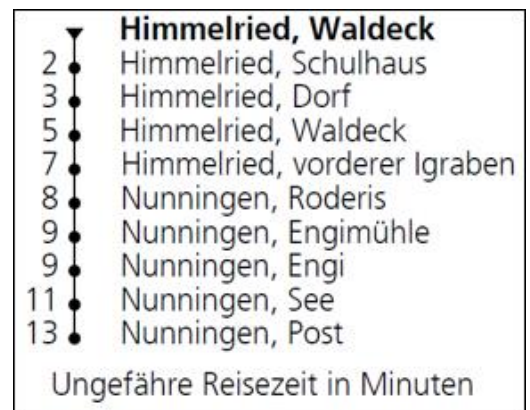 Himmelried, Waldeck
2 Himmelried, Schulhaus
3 Himmelried, Dorf
5 Himmelried, Waldeck
7 Himmelried, vorderer Igraben
8 Nunningen, Roderis
9 Nunningen, Engimühle
9 Nunningen, Engi
11 Nunningen, See
13 Nunningen, Post
Ungefähre Reisezeit in Minuten